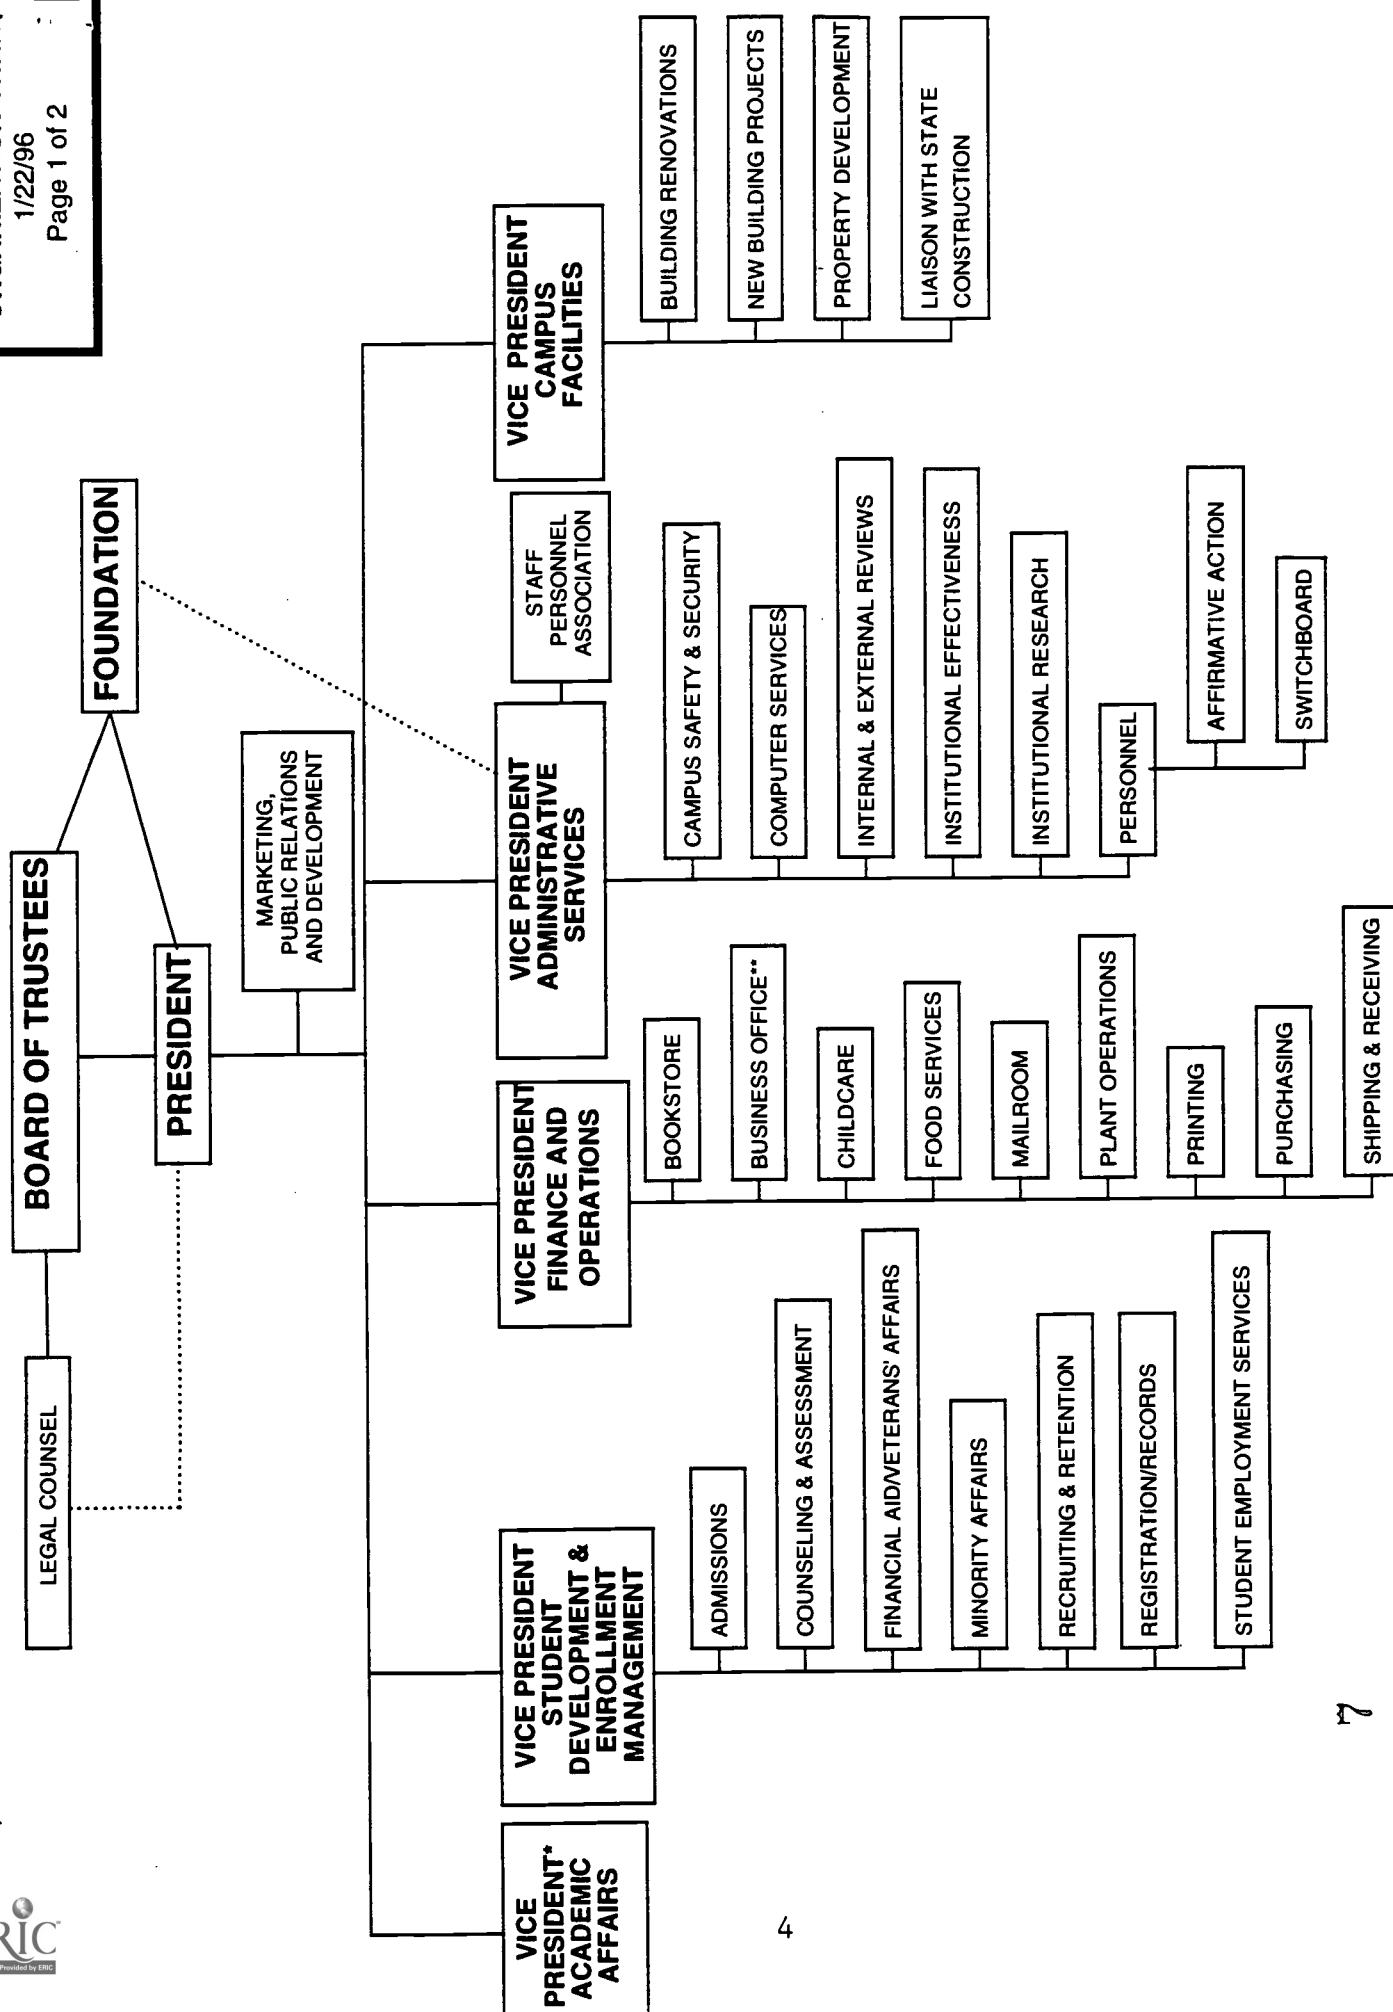 1/22/96
Page 1 of 2
BOARD OF TRUSTEES
LEGAL COUNSEL
FOUNDATION
PRESIDENT
MARKETING,
PUBLIC RELATIONS
AND DEVELOPMENT
VICE
PRESIDENT*
ACADEMIC
AFFAIRS
VICE PRESIDENT
STUDENT
DEVELOPMENT &
ENROLLMENT
MANAGEMENT
ADMISSIONS
COUNSELING & ASSESSMENT
FINANCIAL AID/VETERANS' AFFAIRS
MINORITY AFFAIRS
RECRUITING & RETENTION
REGISTRATION/RECORDS
STUDENT EMPLOYMENT SERVICES
VICE PRESIDENT
FINANCE AND
OPERATIONS
BOOKSTORE
BUSINESS OFFICE**
CHILDCARE
FOOD SERVICES
MAILROOM
PLANT OPERATIONS
PRINTING
PURCHASING
SHIPPING & RECEIVING
VICE PRESIDENT
ADMINISTRATIVE
SERVICES
STAFF
PERSONNEL
ASSOCIATION
CAMPUS SAFETY & SECURITY
COMPUTER SERVICES
INTERNAL & EXTERNAL REVIEWS
INSTITUTIONAL EFFECTIVENESS
INSTITUTIONAL RESEARCH
PERSONNEL
AFFIRMATIVE ACTION
SWITCHBOARD
VICE PRESIDENT
CAMPUS
FACILITIES
BUILDING RENOVATIONS
NEW BUILDING PROJECTS
PROPERTY DEVELOPMENT
LIAISON WITH STATE
CONSTRUCTION
4
7
Provided by ERIC